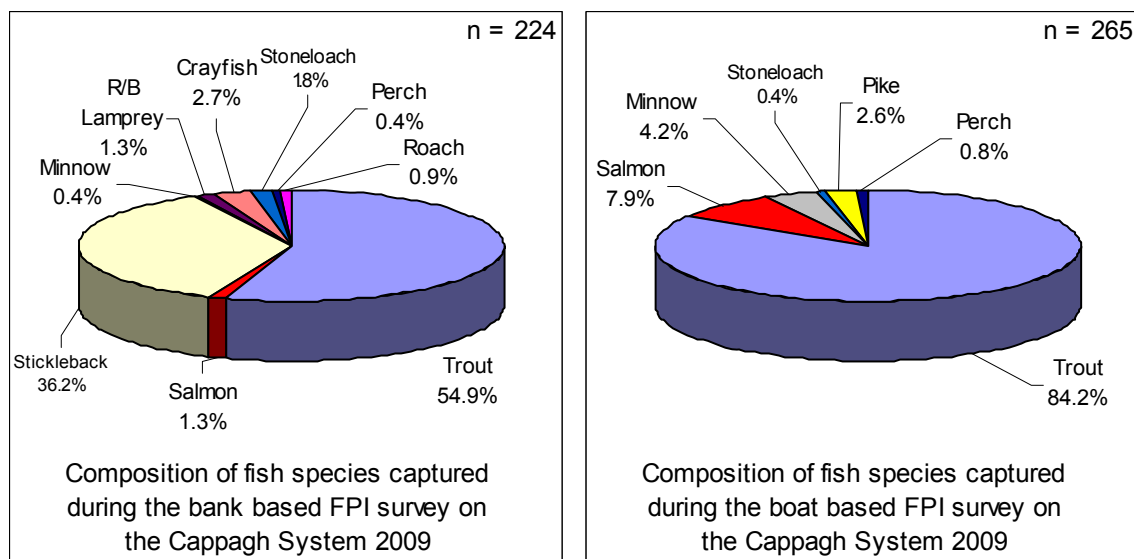 n = 224
Stoneloach
1.8%
Crayfish
2.7%
R/B
Lamprey
1.3%
Perch
0.4%
Roach
0.9%
Minnow
0.4%
Stickleback
36.2%
Salmon
1.3%
Trout
54.9%
Composition of fish species captured
during the bank based FPI survey on
the Cappagh System 2009
n = 265
Stoneloach
0.4%
Pike
2.6%
Minnow
4.2%
Perch
0.8%
Salmon
7.9%
Trout
84.2%
Composition of fish species captured
during the boat based FPI survey on
the Cappagh System 2009